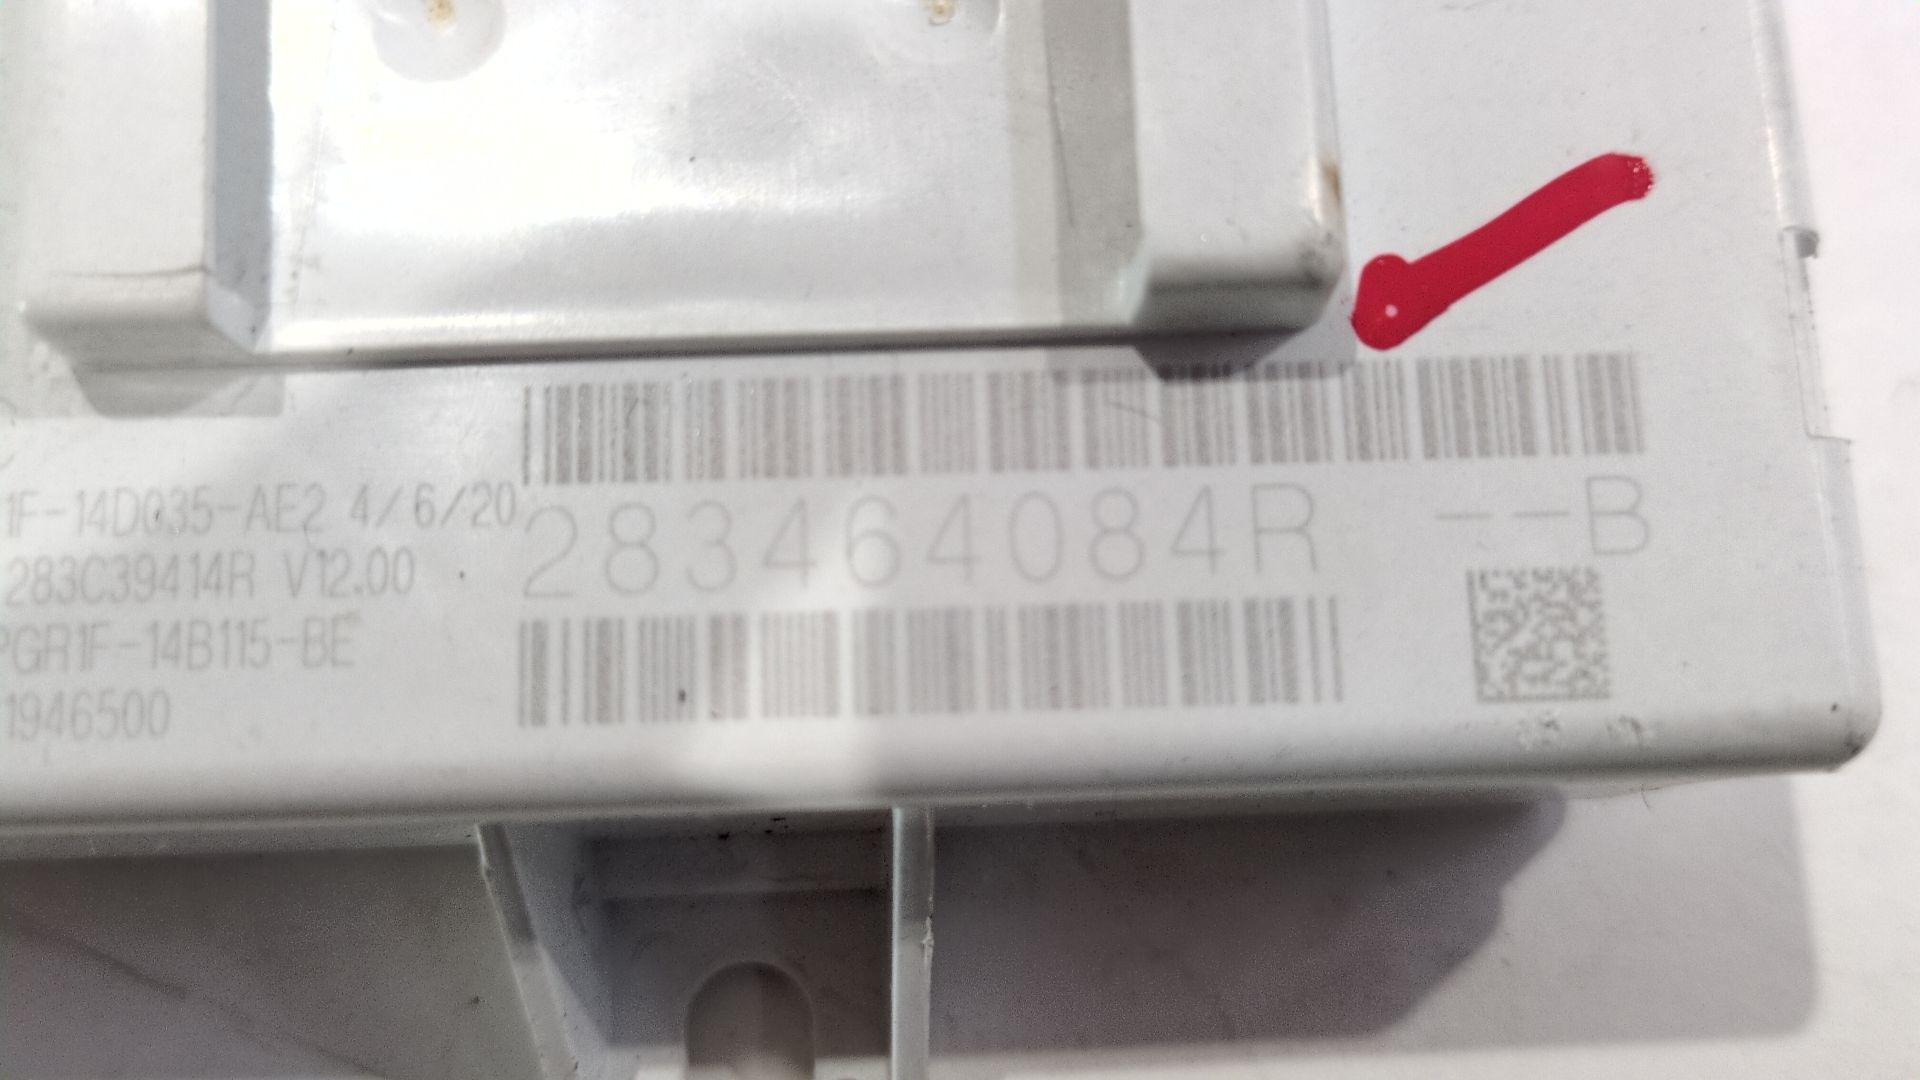 1F-14D035-AE2 4/6/20
283C39414R V12.00
PGR1F-14B115-BE
1946500
283464084R --B